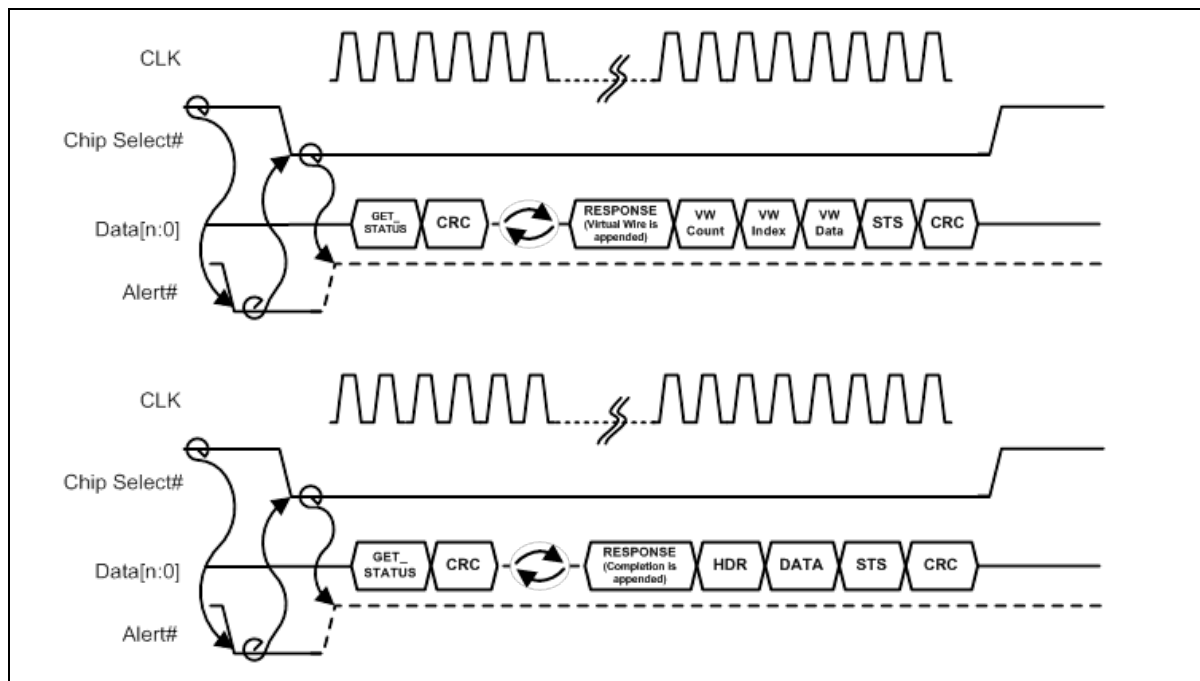 CLK
Chip Select#
Data[n:0]
GET_
STATUS
CRC
RESPONSE
(Virtual Wire is
appended)
VW
Count
VW
Index
VW
Data
STS
CRC
Alert#
CLK
Chip Select#
Data[n:0]
GET_
STATUS
CRC
RESPONSE
(Completion is
appended)
HDR
DATA
STS
CRC
Alert#